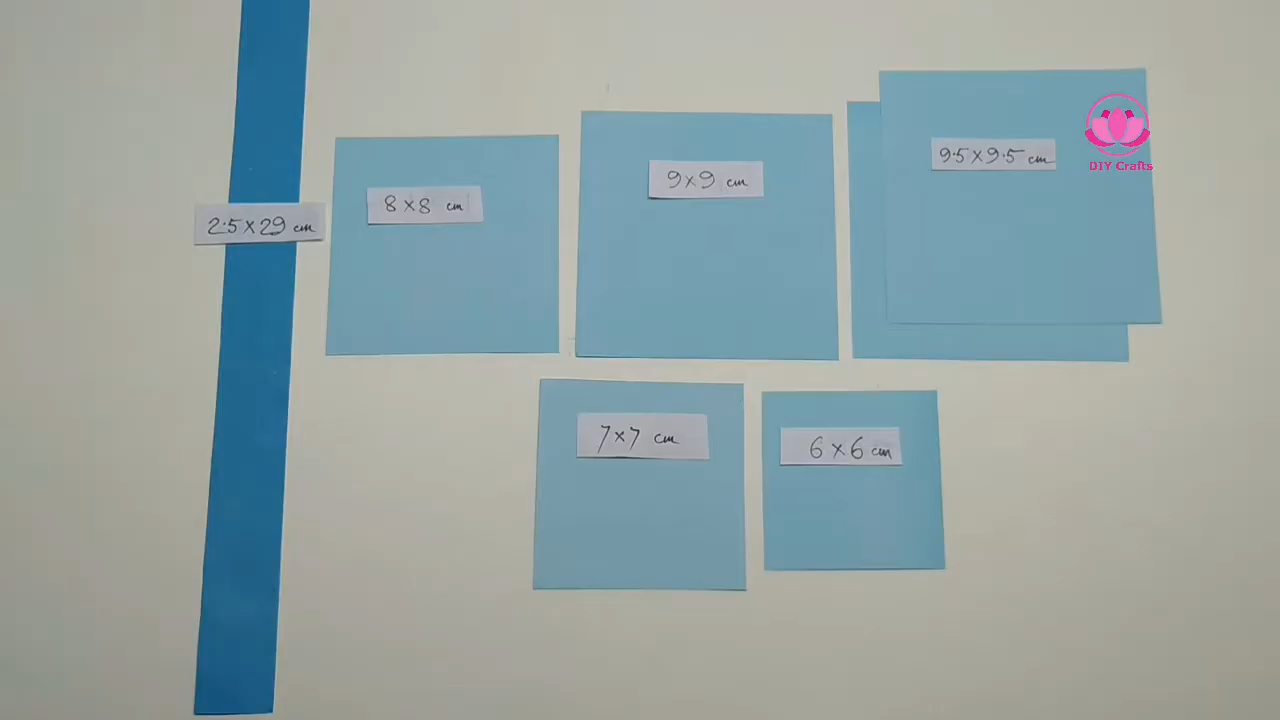 2.5 x 29 cm
8 x 8 cm
9 x 9 cm
9.5 x 9.5 cm
DIY Crafts
7 x 7 cm
6 x 6 cm